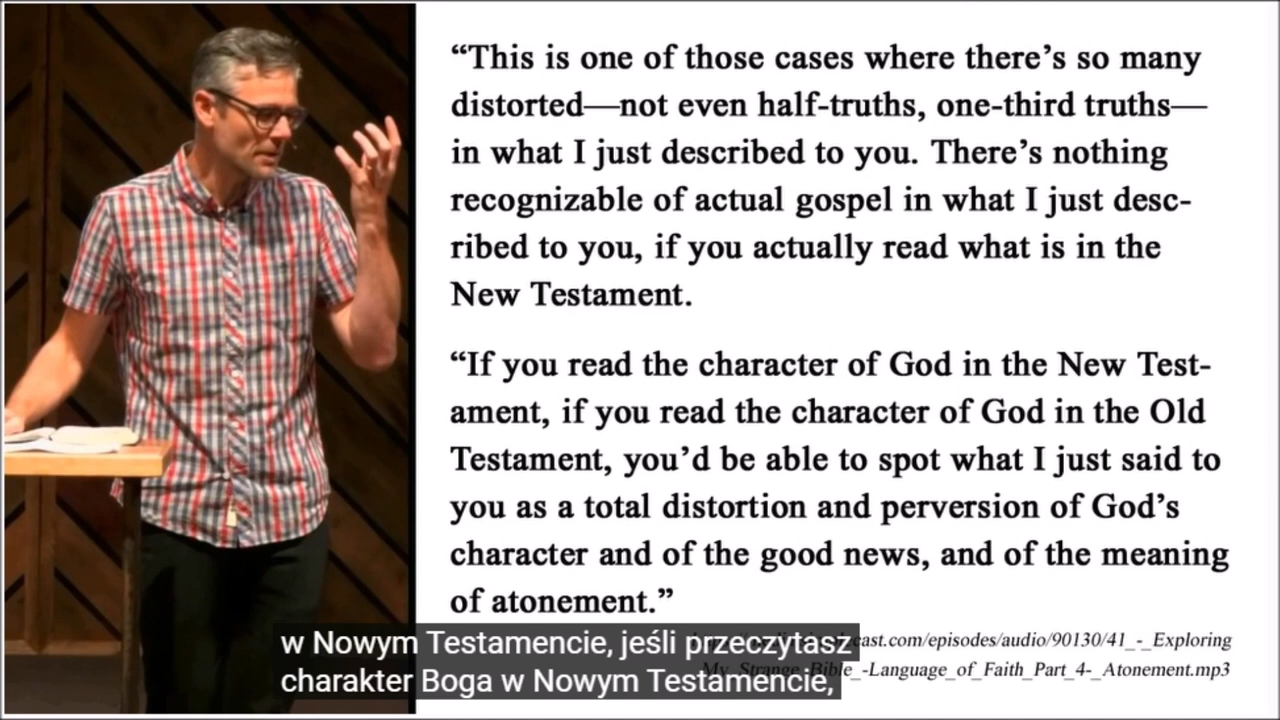 “This is one of those cases where there’s so many
distorted—not even half-truths, one-third truths—
in what I just described to you. There’s nothing
recognizable of actual gospel in what I just desc-
ribed to you, if you actually read what is in the
New Testament.
“If you read the character of God in the New Test-
ament, if you read the character of God in the Old
Testament, you’d be able to spot what I just said to
you as a total distortion and perversion of God’s
character and of the good news, and of the meaning
of atonement.”
cast.com/episodes/audio/90130/41_-_Exploring
My_Strange_Bible_-Language_of_Faith_Part_4-_Atonement.mp3
w Nowym Testamencie, jeśli przeczytasz
charakter Boga w Nowym Testamencie,